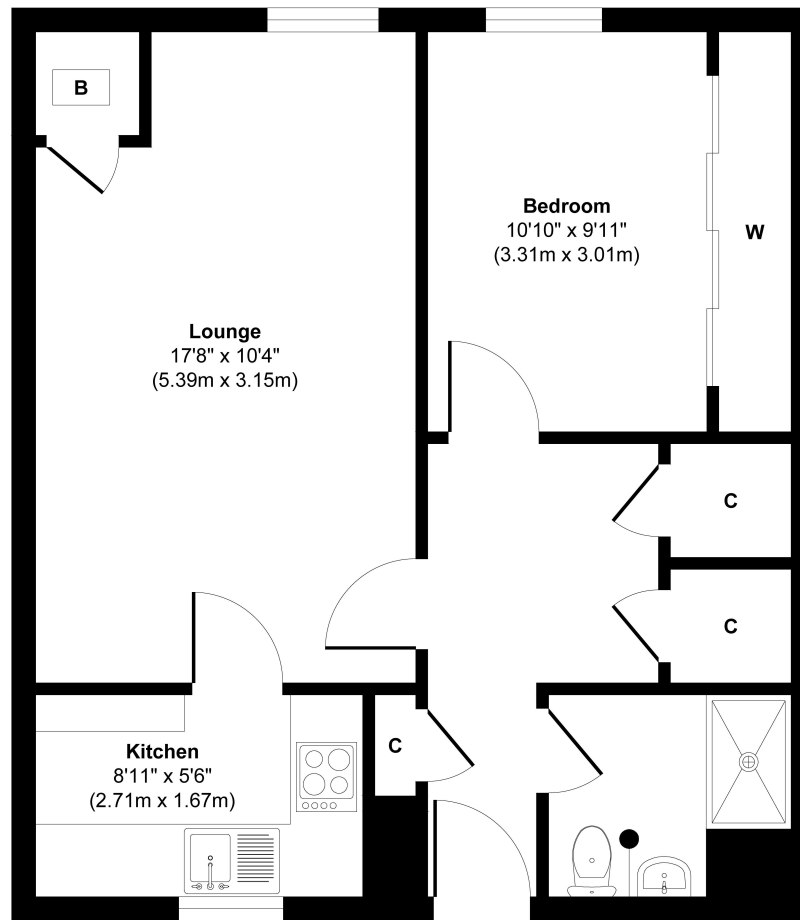 B
Bedroom
10'10" x 9'11"
(3.31m x 3.01m)
W
Lounge
17'8" x 10'4"
(5.39m x 3.15m)
C
C
Kitchen
8'11" x 5'6"
(2.71m x 1.67m)
C